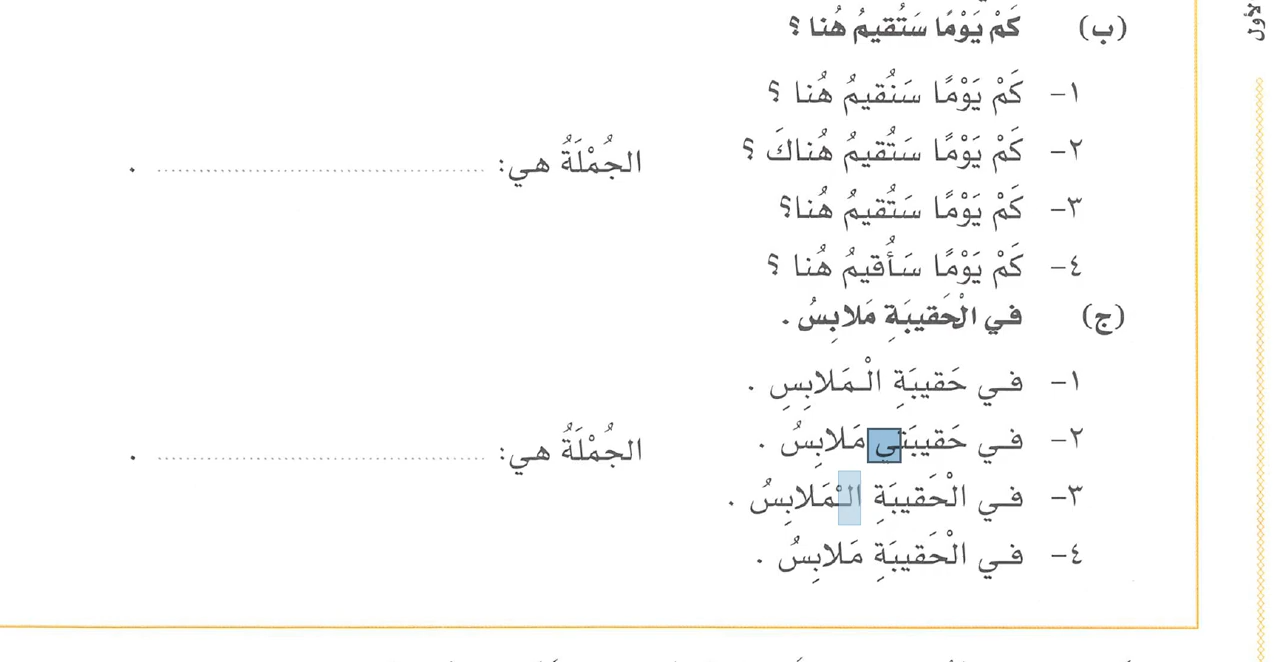 الأول
(ب) كَمْ يَوْمًا سَتُقيمُ هُنا ؟
١- كَمْ يَوْمًا سَنُقيمُ هُنا ؟
٢- كَمْ يَوْمًا سَتُقيمُ هُناكَ ؟
الجُمْلَةُ هي: .................................................... .
٣- كَمْ يَوْمًا سَتُقيمُ هُنا؟
٤- كَمْ يَوْمًا سَأُقيمُ هُنا ؟
(ج) في الْحَقيبَةِ مَلابِسُ .
١- في حَقيبَةِ الْـمَلابِسِ .
٢- في حَقيبَتي مَلابِسُ .
الجُمْلَةُ هي: .................................................... .
٣- في الْحَقيبَةِ الْـمَلابِسُ .
٤- في الْحَقيبَةِ مَلابِسُ .